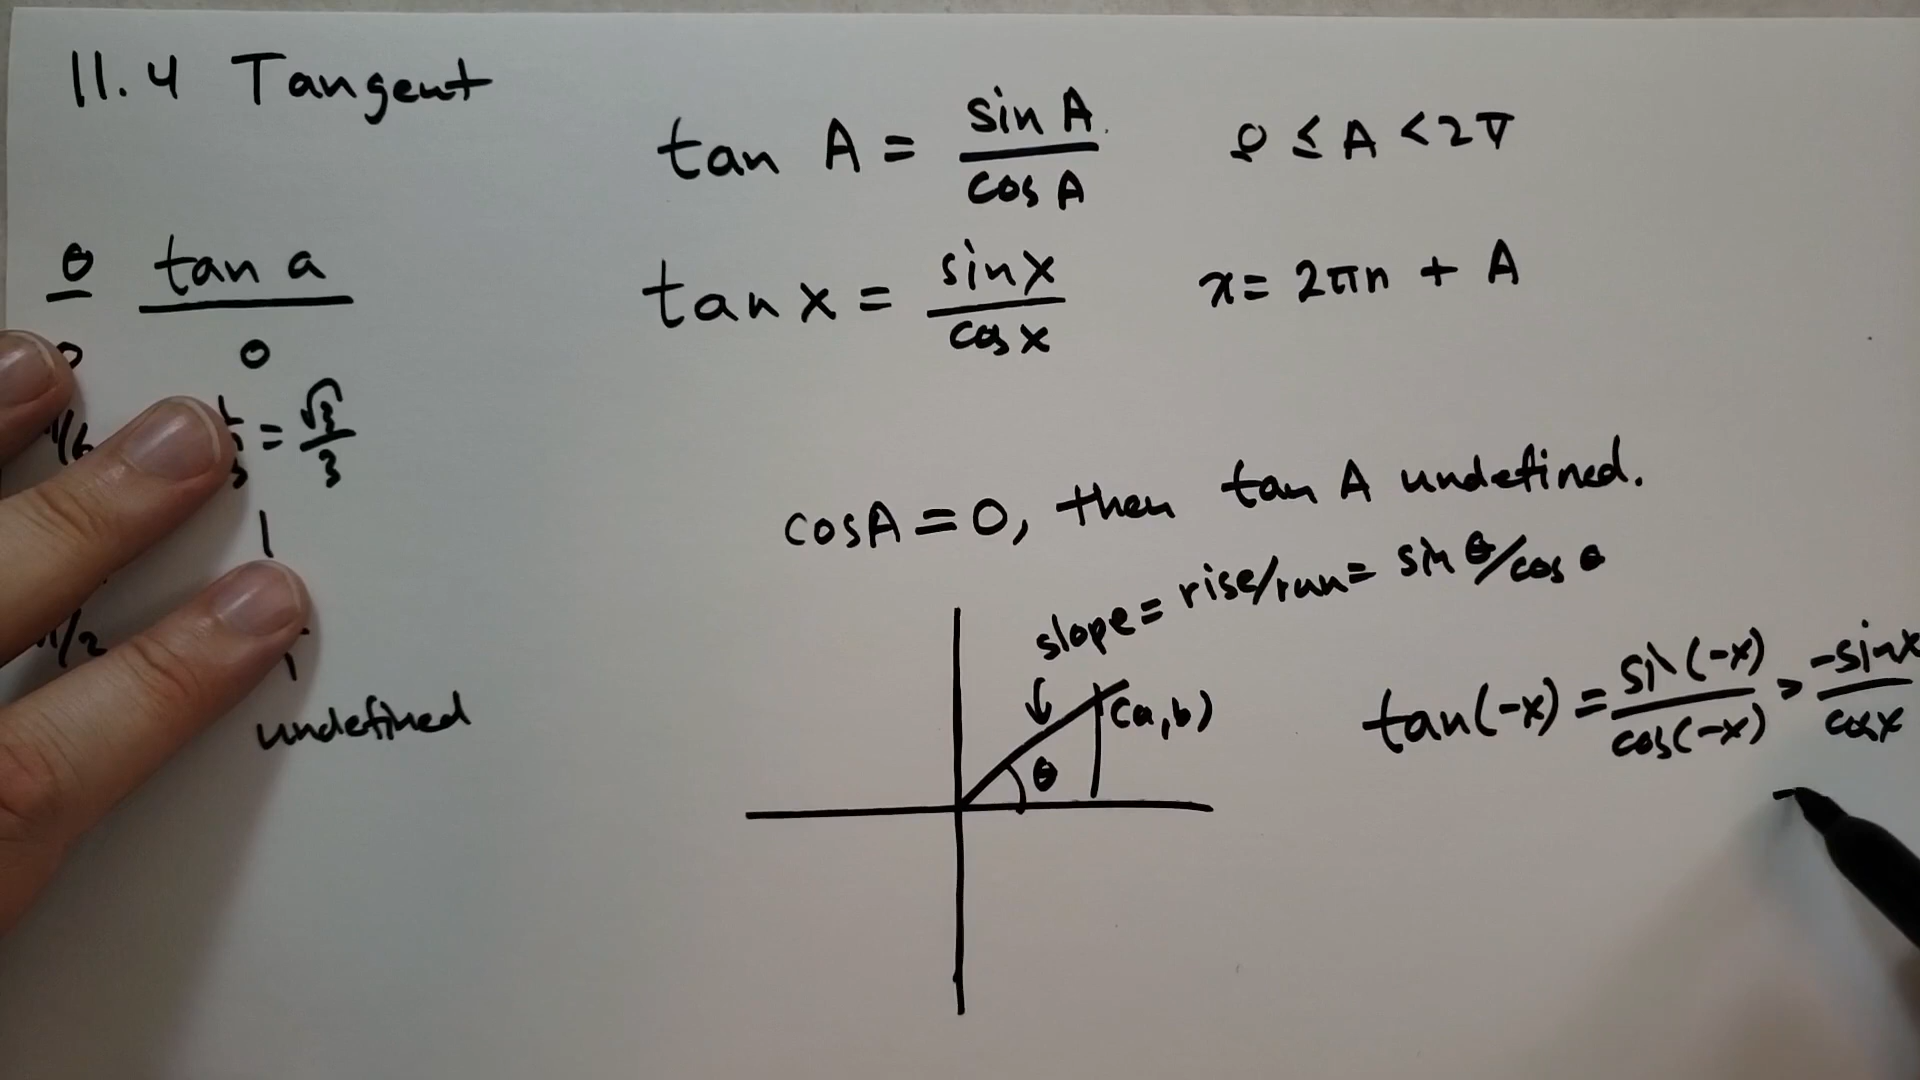 11.4 Tangent
tan A = sin A / cos A   0 ≤ A < 2π
θ tan a
tan x = sin x / cos x   x = 2πn + A
0 0
= √3/3
1
undefined
cos A = 0, then tan A undefined.
slope = rise/run = sin θ/cos θ
(a,b)
θ
tan(-x) = sin(-x) / cos(-x) = -sin x / cos x